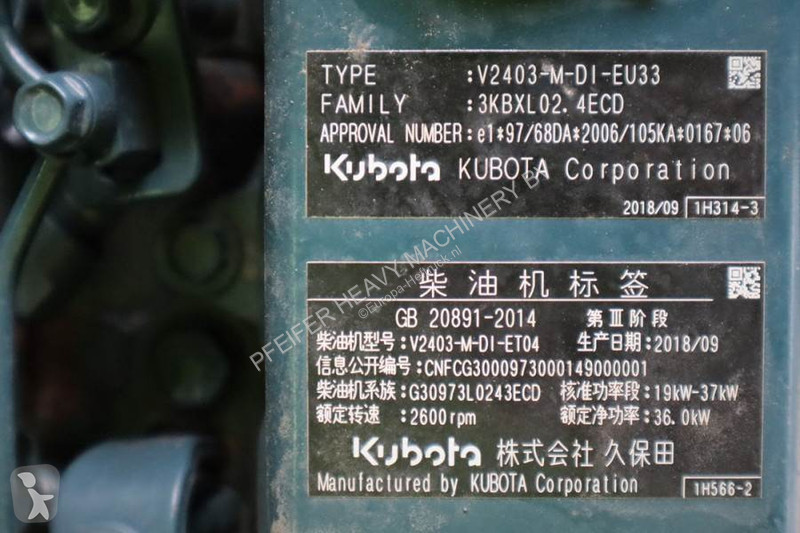 TYPE :V2403-M-DI-EU33
FAMILY :3KBXL02.4ECD
APPROVAL NUMBER:e1*97/68DA*2006/105KA*0167*06
Kubota KUBOTA Corporation
2018/09 1H314-3
柴油机标签
GB 20891-2014 第Ⅲ阶段
柴油机型号:V2403-M-DI-ET04 生产日期:2018/09
信息公开编号:CNFCG3000973000149000001
柴油机系族:G30973L0243ECD 核准功率段:19kW-37kW
额定转速:2600rpm 额定净功率:36.0kW
Kubota 株式会社 久保田
Manufactured by KUBOTA Corporation 1H566-2
PFEIFER HEAVY MACHINERY B